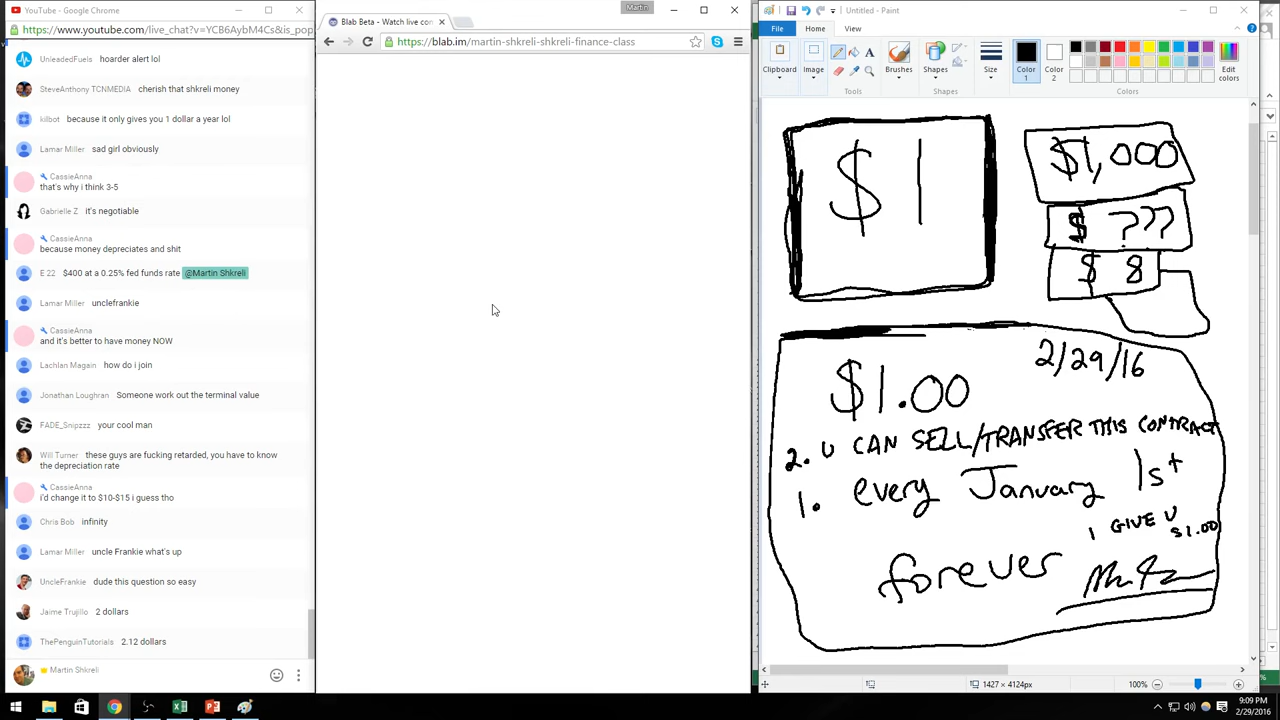 YouTube - Google Chrome
https://www.youtube.com/live_chat?v=YCB6AybM4Cs&is_pop
UnleadedFuels hoarder alert lol
SteveAnthony TCNMEDIA cherish that shkreli money
kilbot because it only gives you 1 dollar a year lol
Lamar Miller sad girl obviously
CassieAnna
that's why i think 3-5
Gabrielle Z it's negotiable
CassieAnna
because money depreciates and shit
E 22 $400 at a 0.25% fed funds rate @Martin Shkreli
Lamar Miller unclefrankie
CassieAnna
and it's better to have money NOW
Lachlan Magain how do i join
Jonathan Loughran Someone work out the terminal value
FADE_Snipzzz your cool man
Will Turner these guys are fucking retarded, you have to know
the depreciation rate
CassieAnna
i'd change it to $10-$15 i guess tho
Chris Bob infinity
Lamar Miller uncle Frankie what's up
UncleFrankie dude this question so easy
Jaime Trujillo 2 dollars
ThePenguinTutorials 2.12 dollars
Martin Shkreli
Martin
Blab Beta - Watch live con
https://blab.im/martin-shkreli-shkreli-finance-class
Untitled - Paint
File Home View
Clipboard
Image
Tools
Brushes
Shapes
Shapes
Size
Color
1
Color
2
Edit
colors
Colors
$ 1
$1,000
$ ???
$ 8
2/29/16
$1.00
2. U CAN SELL/TRANSFER THIS CONTRACT
1. every January 1st
I GIVE U
$1.00
forever
1427 × 4124px
100%
9:09 PM
2/29/2016